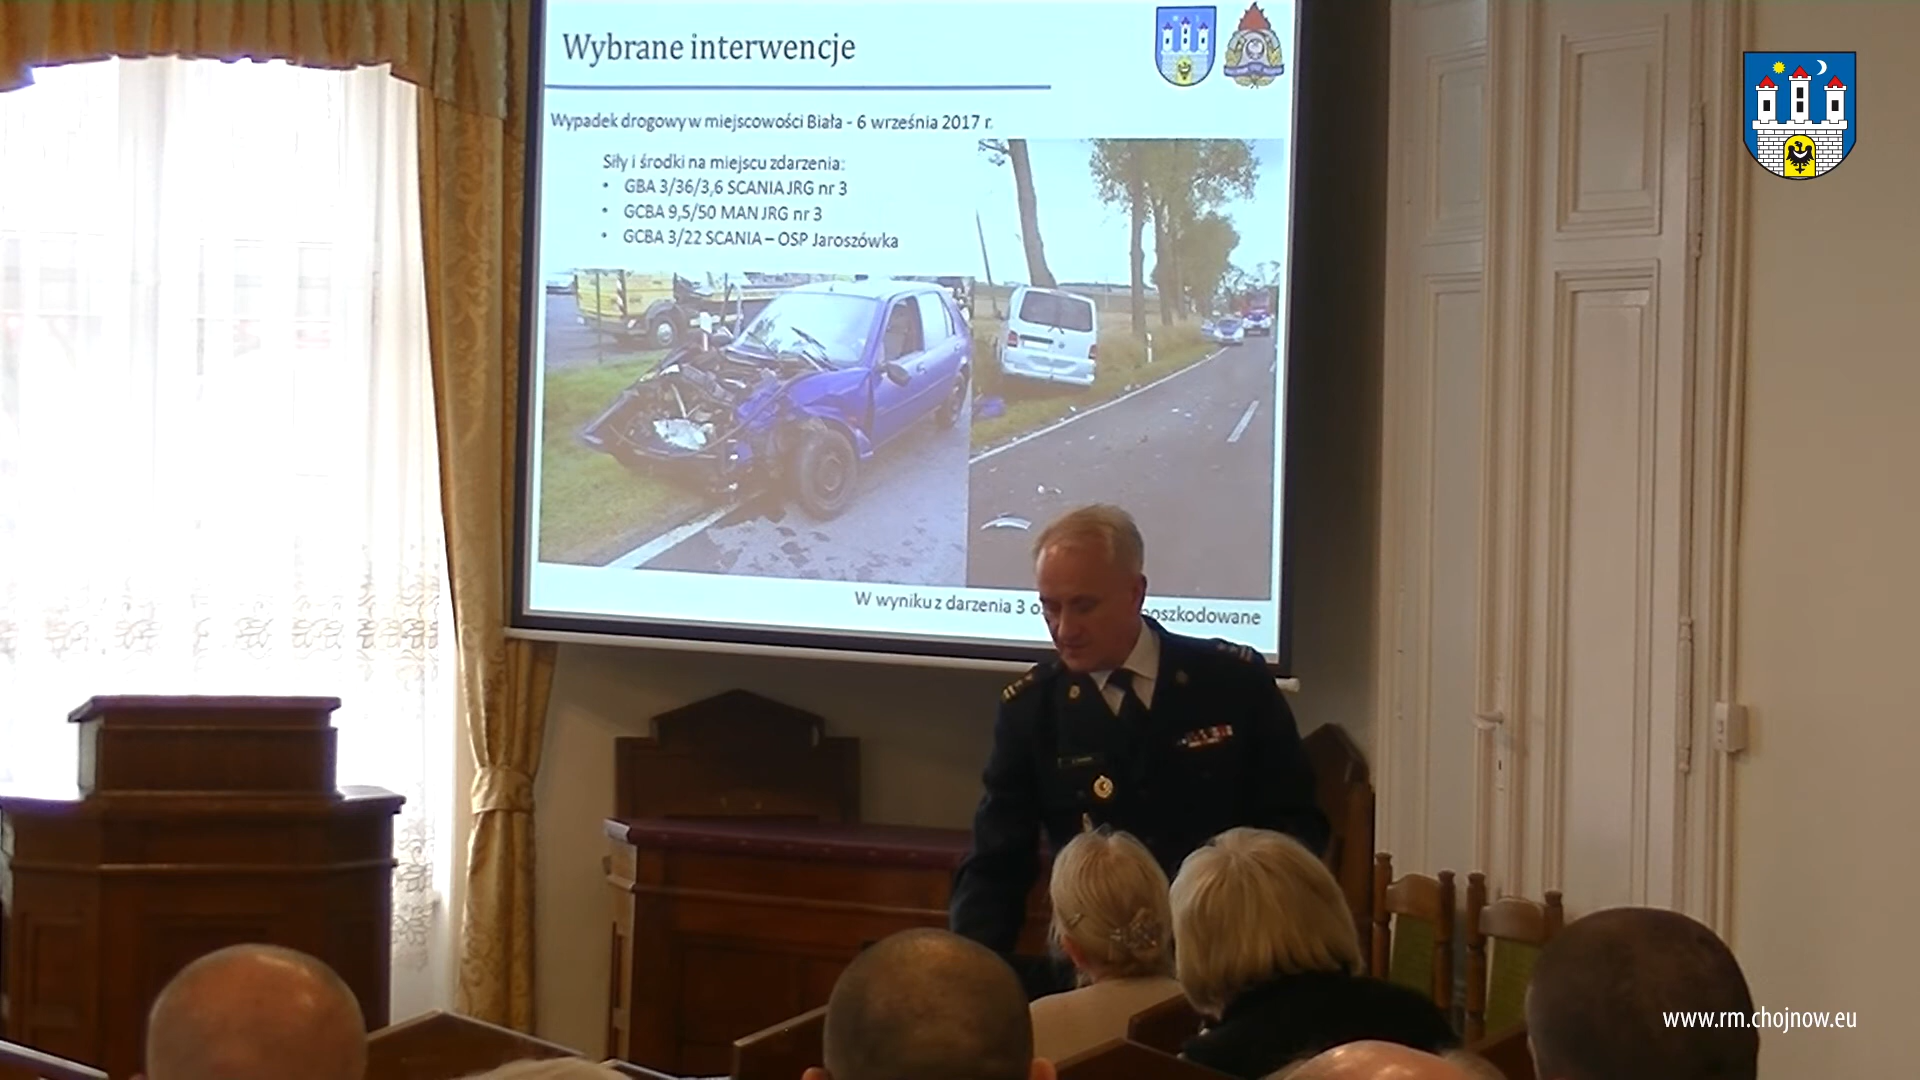 Wybrane interwencje
Wypadek drogowy w miejscowości Biała - 6 września 2017 r.
Siły i środki na miejscu zdarzenia:
• GBA 3/36/3,6 SCANIA JRG nr 3
• GCBA 9,5/50 MAN JRG nr 3
• GCBA 3/22 SCANIA – OSP Jaroszówka
W wyniku z darzenia 3 poszkodowane
www.rm.chojnow.eu